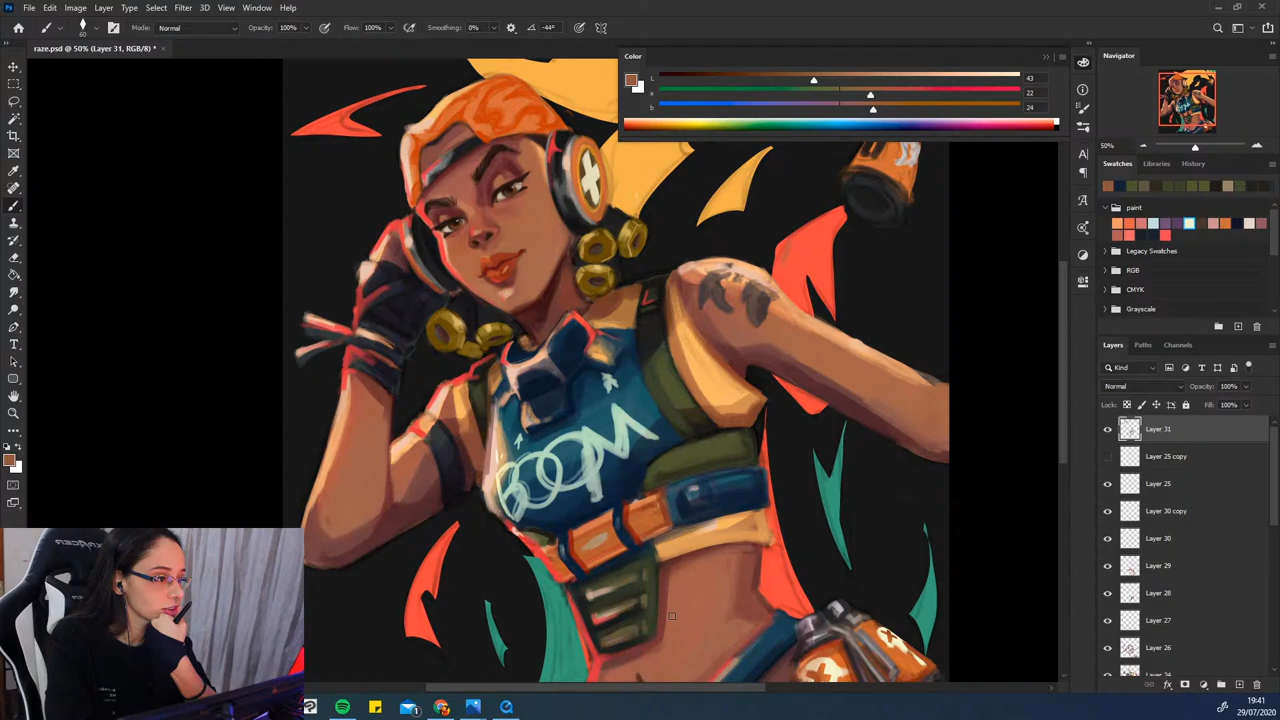 File Edit Image Layer Type Select Filter 3D View Window Help
Mode: Normal Opacity: 100% Flow: 100% Smoothing: 0% -44°
raze.psd @ 50% (Layer 31, RGB/8) *
Color
L 43
a 22
b 24
Navigator
50%
Swatches Libraries History
paint
Legacy Swatches
RGB
CMYK
Grayscale
Layers Paths Channels
Kind
Normal Opacity: 100%
Lock: Fill: 100%
Layer 31
Layer 25 copy
Layer 25
Layer 30 copy
Layer 30
Layer 29
Layer 28
Layer 27
Layer 26
BOOM
19:41
29/07/2020